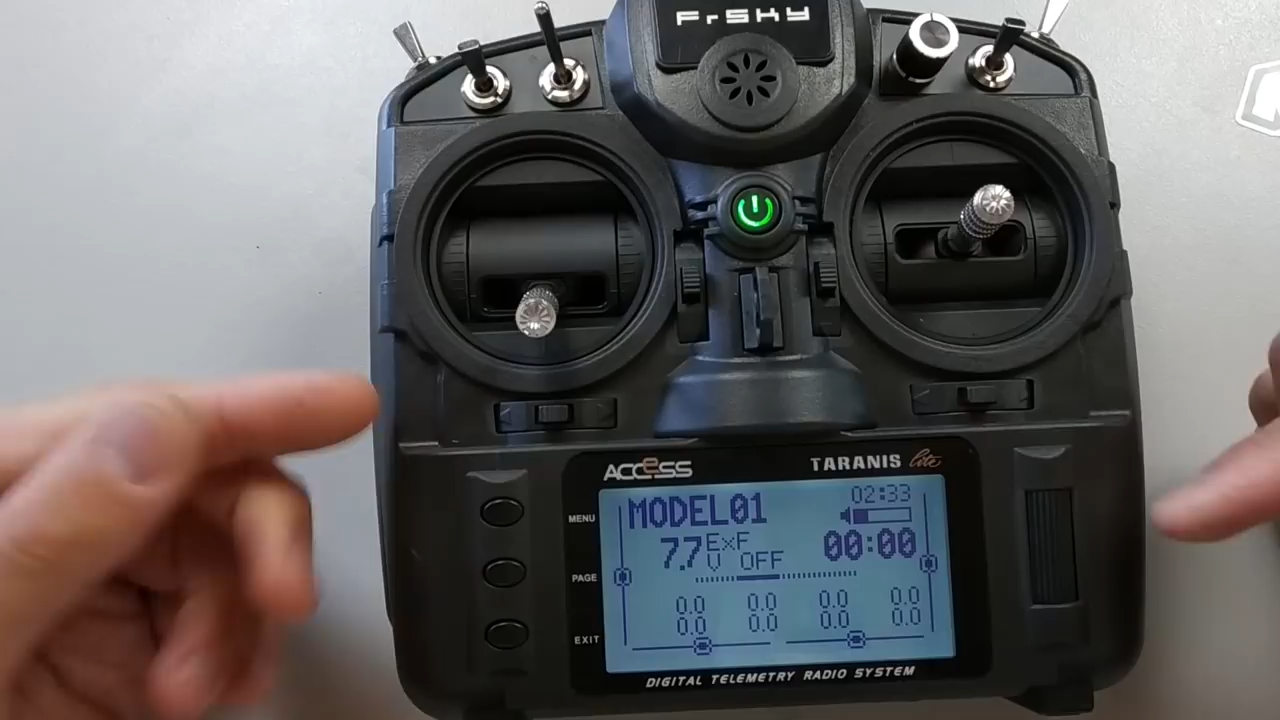 FrSKY
ACCESS
TARANIS lite
MENU
PAGE
EXIT
MODEL01
02:33
7.7V
ExF
OFF
00:00
0.0 0.0 0.0 0.0
0.0 0.0 0.0 0.0
DIGITAL TELEMETRY RADIO SYSTEM